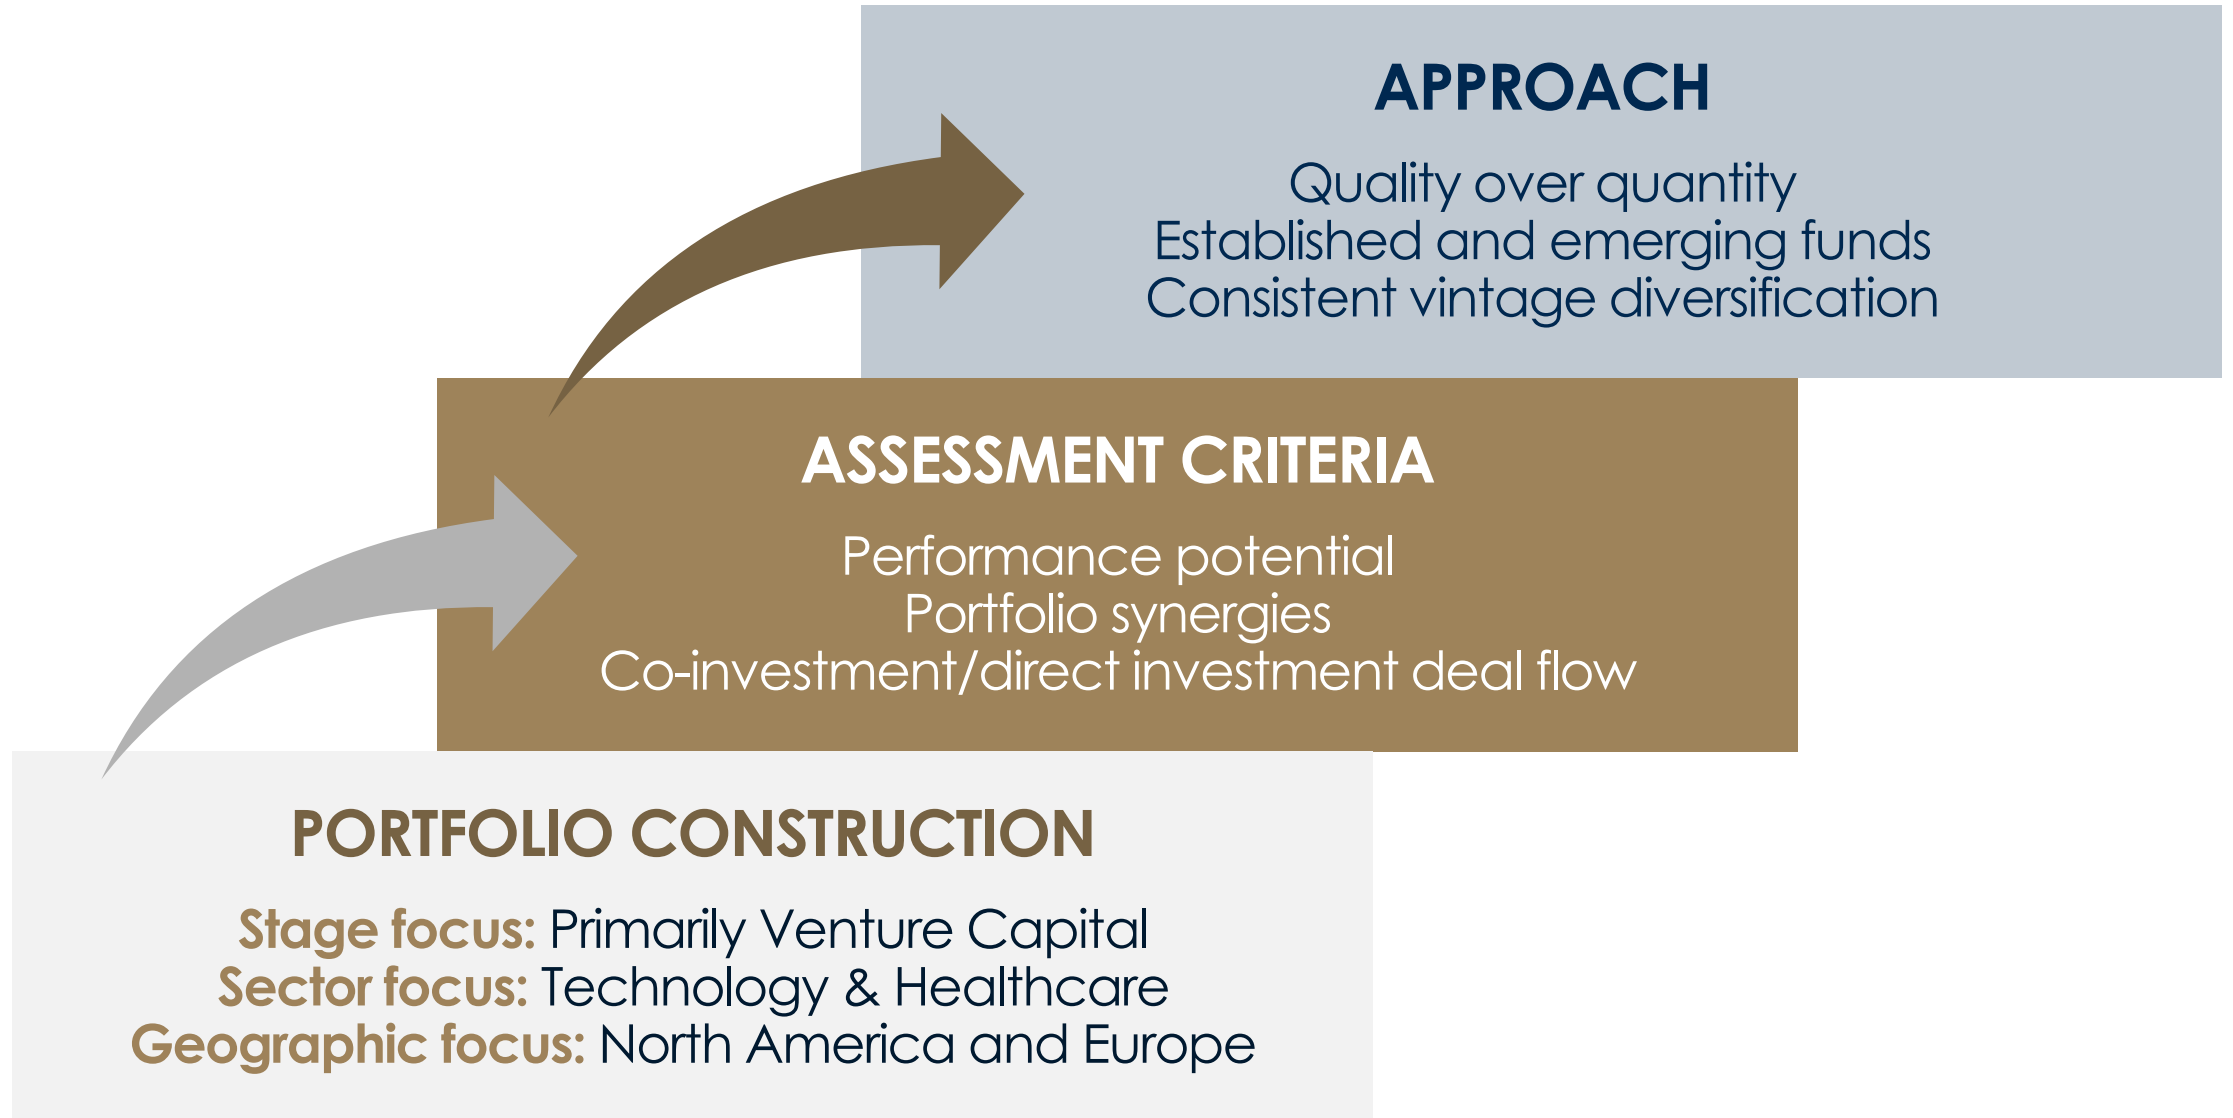 APPROACH
Quality over quantity
Established and emerging funds
Consistent vintage diversification
ASSESSMENT CRITERIA
Performance potential
Portfolio synergies
Co-investment/direct investment deal flow
PORTFOLIO CONSTRUCTION
Stage focus: Primarily Venture Capital
Sector focus: Technology & Healthcare
Geographic focus: North America and Europe